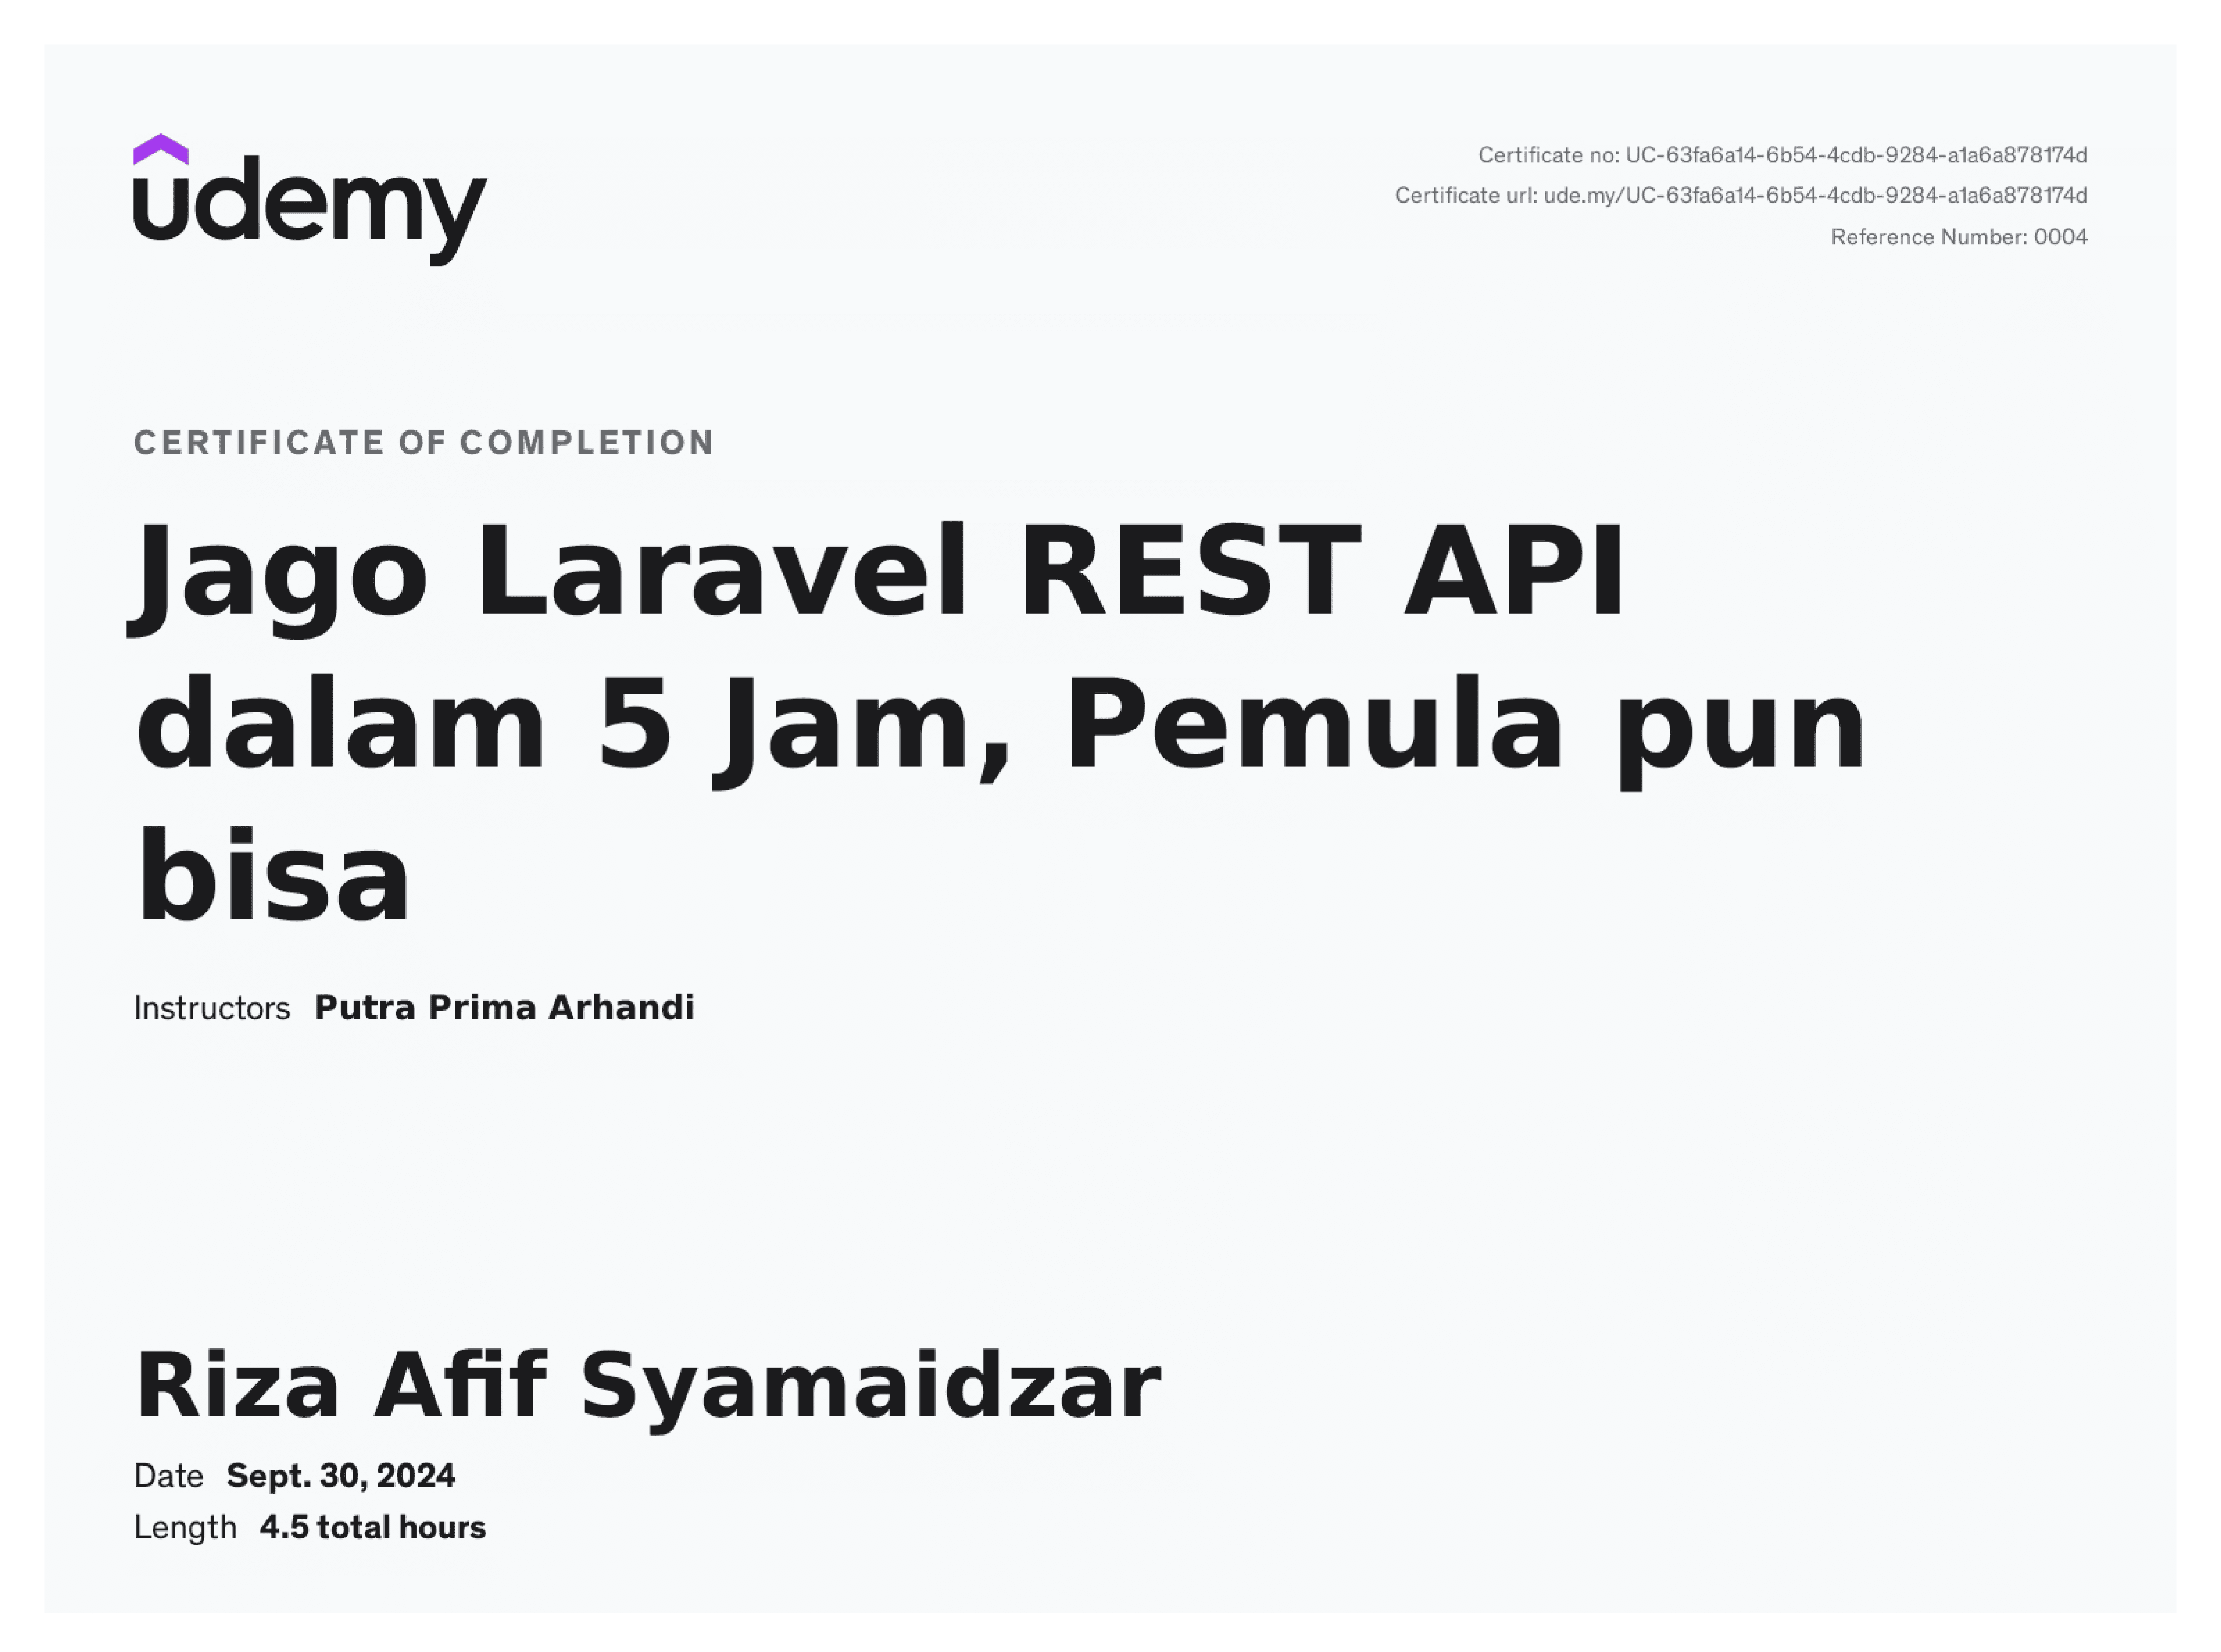 udemy
Certificate no: UC-63fa6a14-6b54-4cdb-9284-a1a6a878174d
Certificate url: ude.my/UC-63fa6a14-6b54-4cdb-9284-a1a6a878174d
Reference Number: 0004
CERTIFICATE OF COMPLETION
Jago Laravel REST API
dalam 5 Jam, Pemula pun
bisa
Instructors Putra Prima Arhandi
Riza Afif Syamaidzar
Date Sept. 30, 2024
Length 4.5 total hours